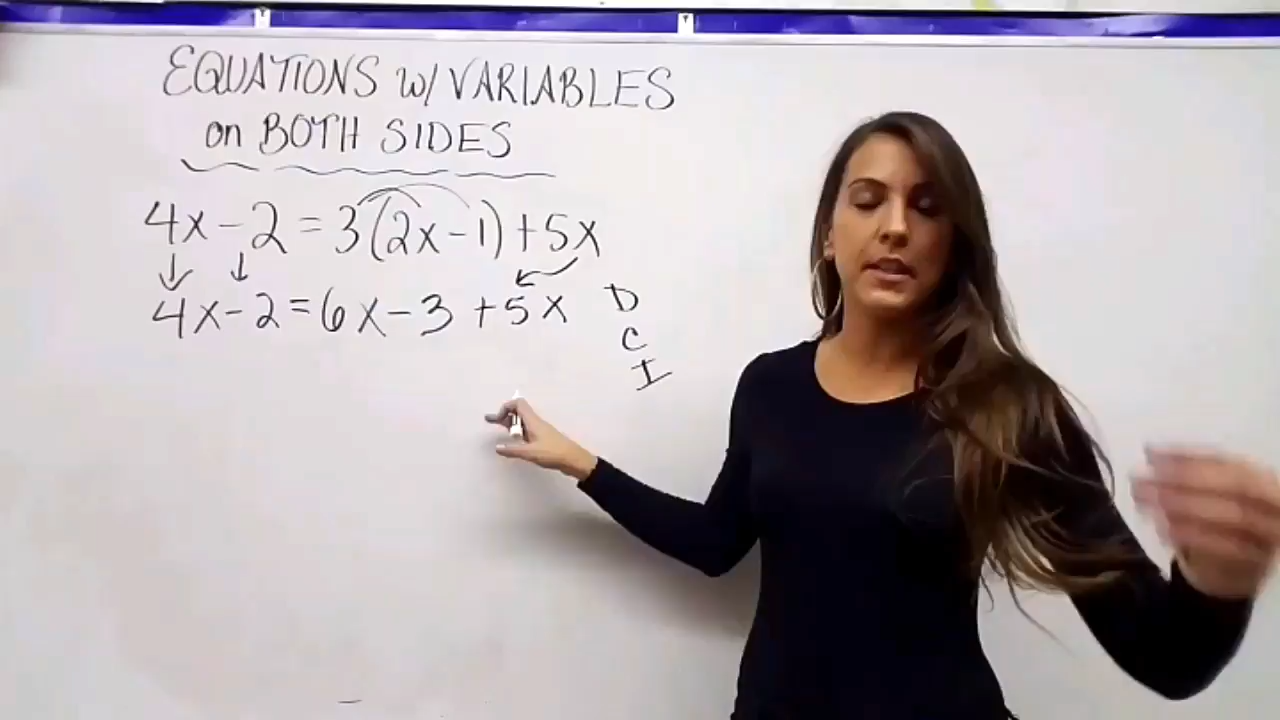 EQUATIONS w/ VARIABLES
on BOTH SIDES
4x - 2 = 3(2x - 1) + 5x
4x - 2 = 6x - 3 + 5x
D
C
I